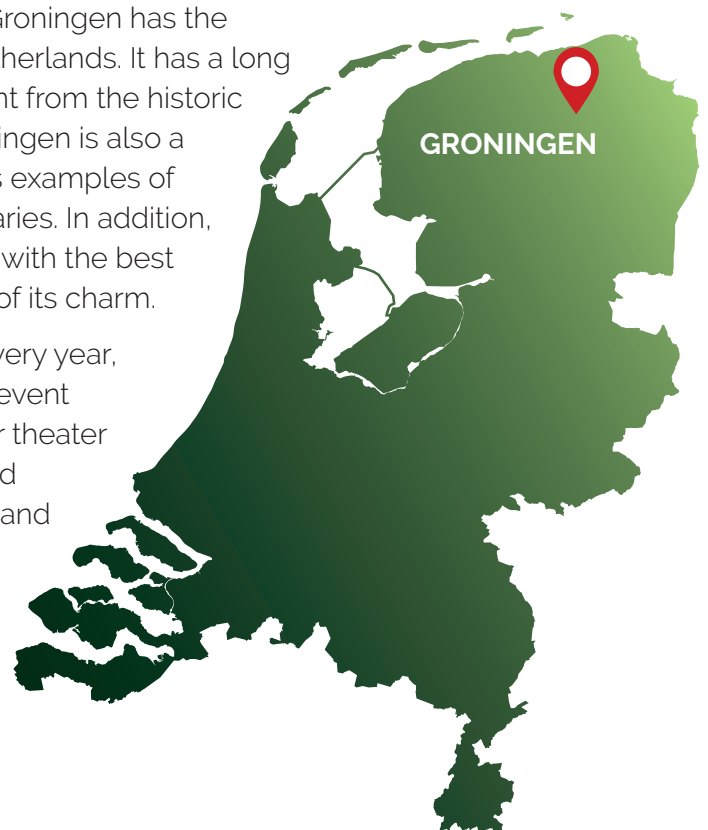 Groningen has the
herlands. It has a long
nt from the historic
ingen is also a
s examples of
aries. In addition,
with the best
of its charm.
very year,
event
r theater
d
and
GRONINGEN